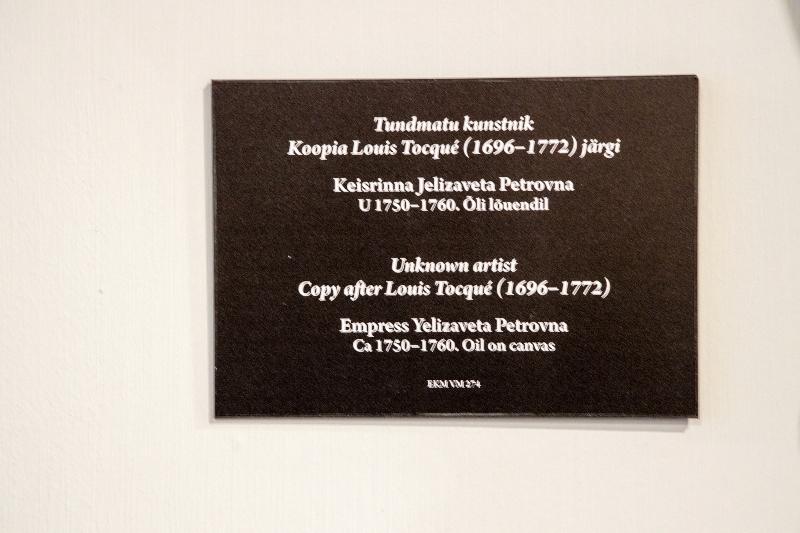 Tundmatu kunstnik
Koopia Louis Tocqué (1696–1772) järgi
Keisrinna Jelizaveta Petrovna
U 1750–1760. Õli lõuendil
Unknown artist
Copy after Louis Tocqué (1696–1772)
Empress Yelizaveta Petrovna
Ca 1750–1760. Oil on canvas
EKM VM 274